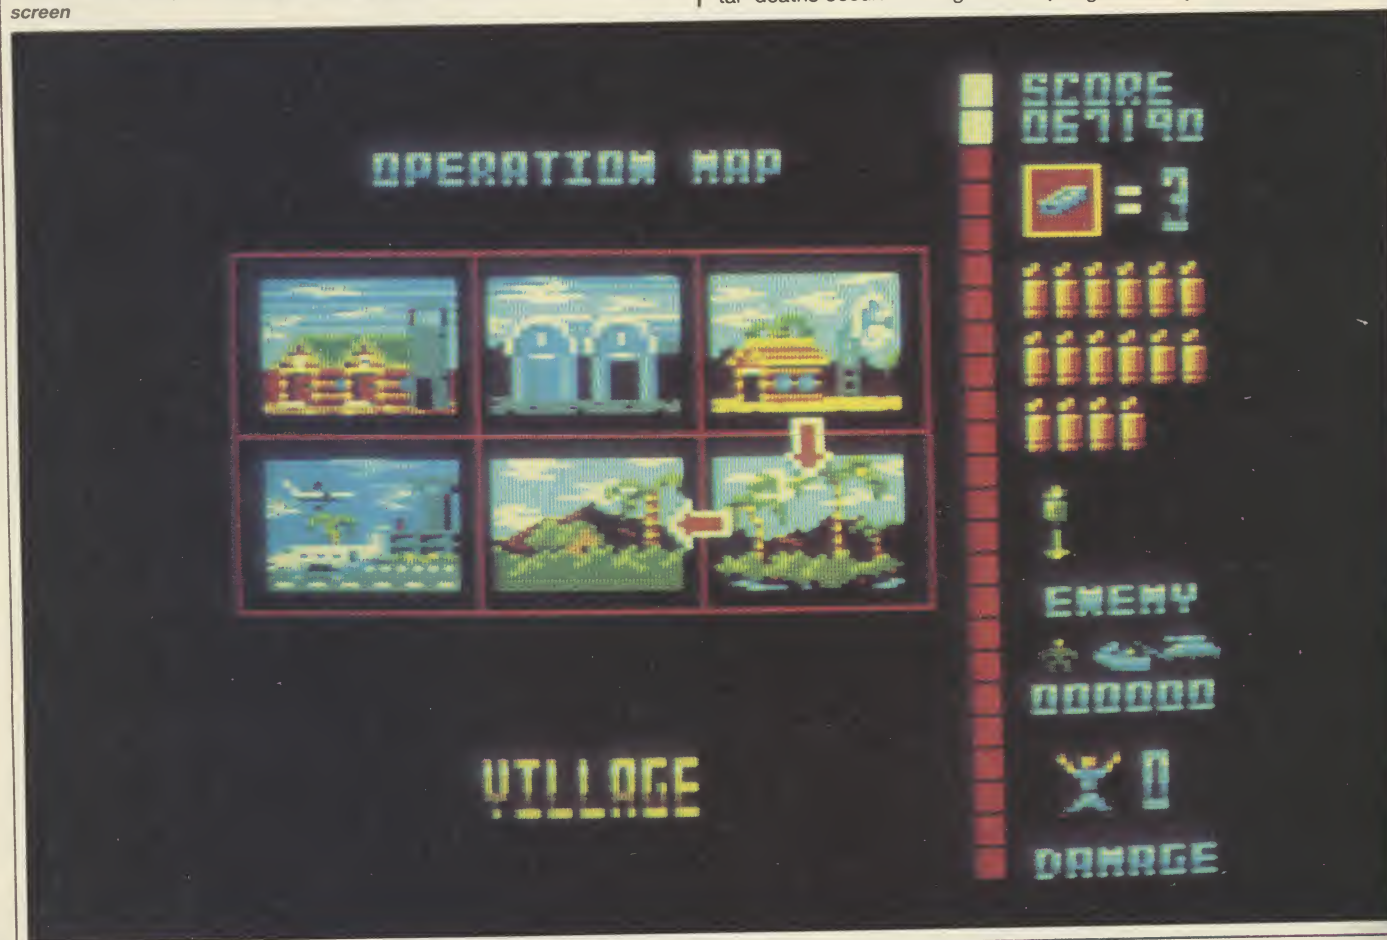 screen
OPERATION MAP
SCORE
067190
= 3
ENEMY
000000
0
DAMAGE
VILLAGE